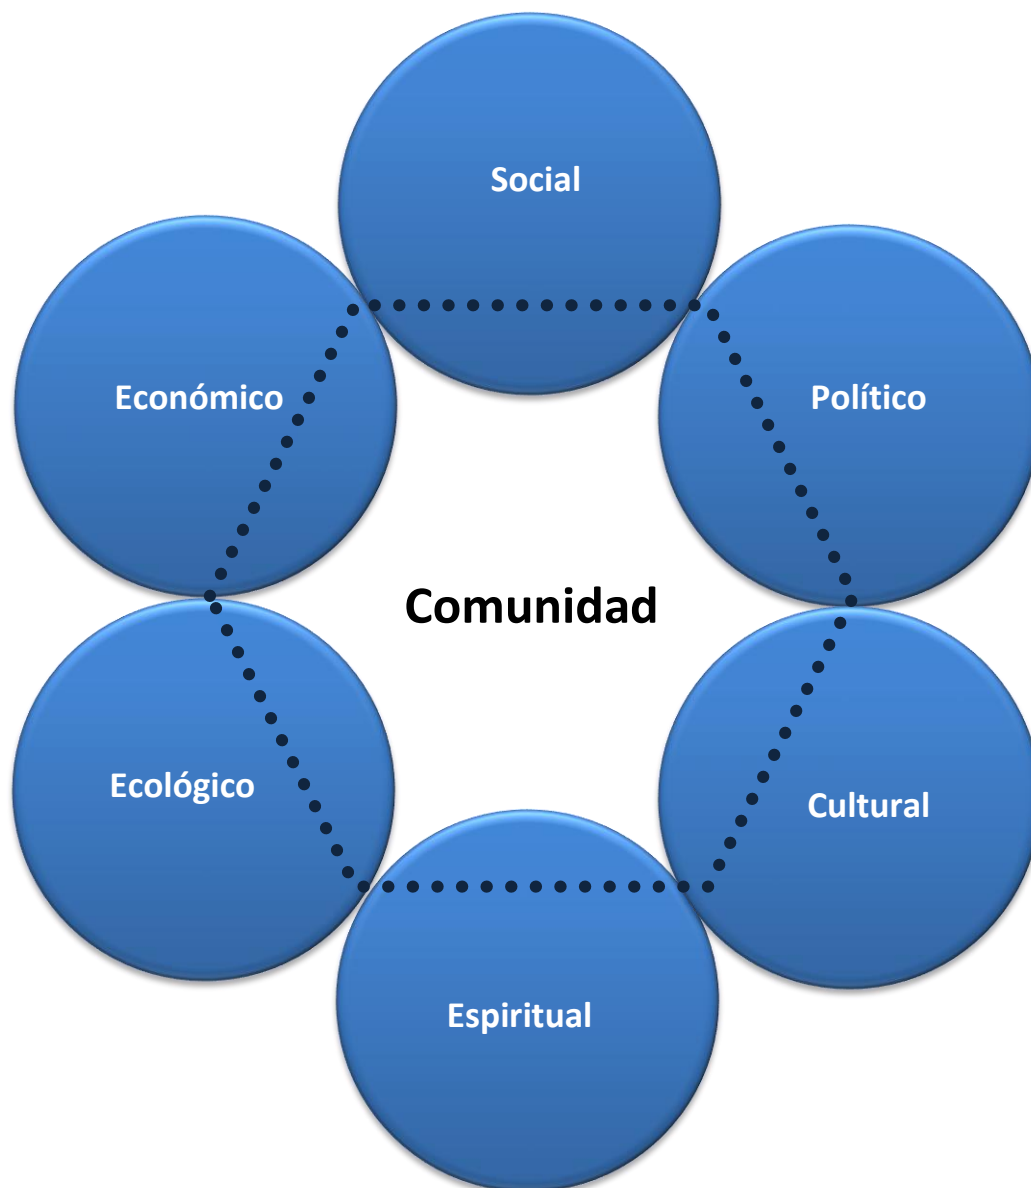 Social
Económico
Político
Comunidad
Ecológico
Cultural
Espiritual